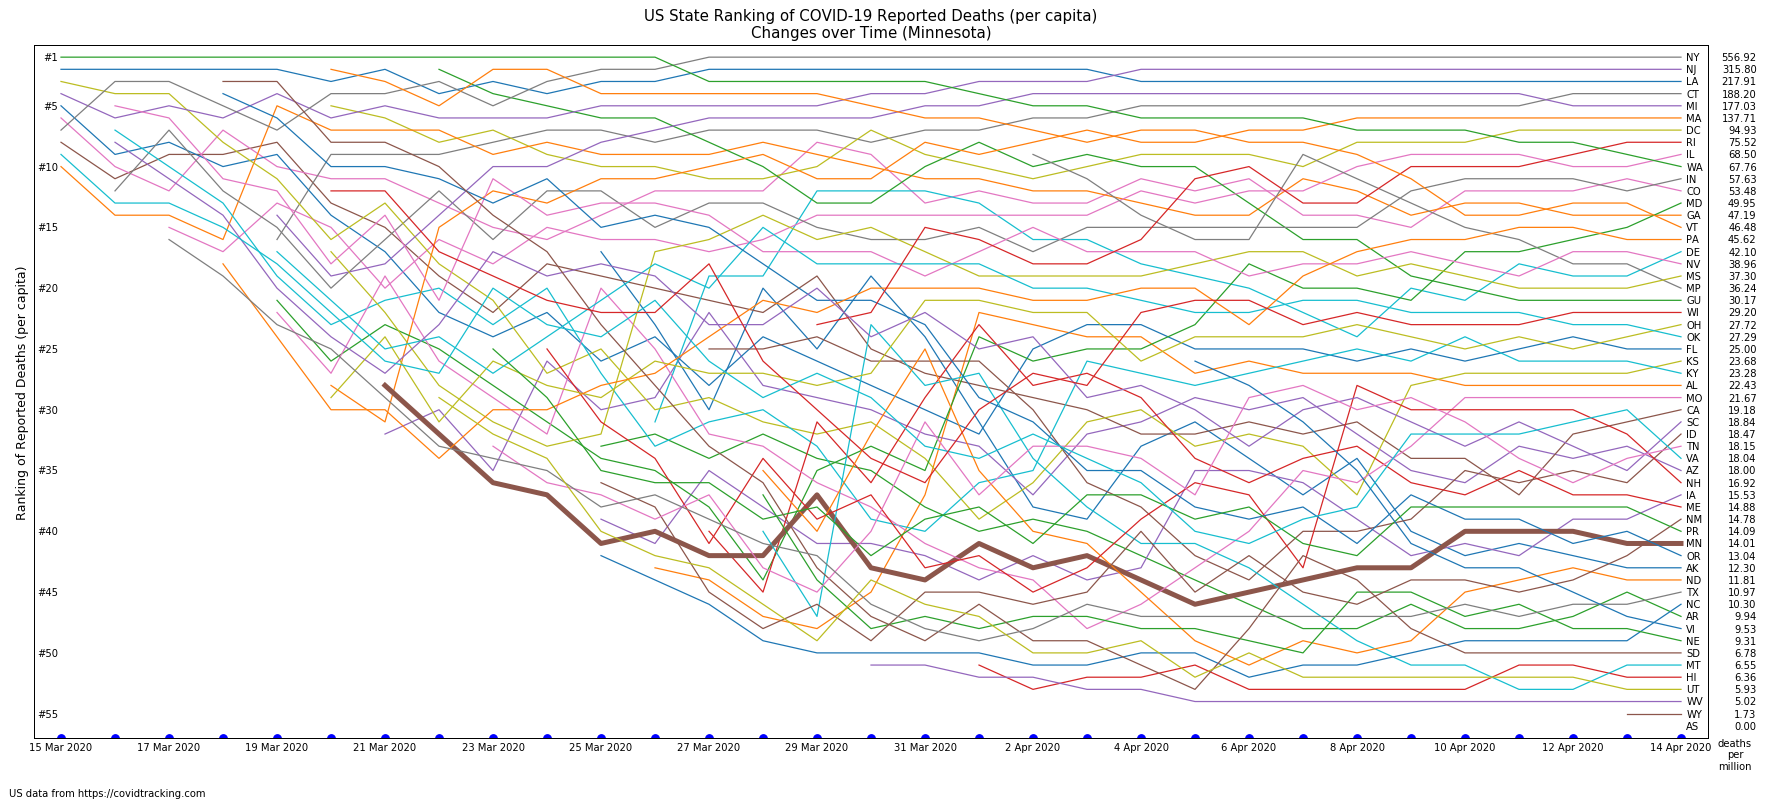 US State Ranking of COVID-19 Reported Deaths (per capita)
Changes over Time (Minnesota)
Ranking of Reported Deaths (per capita)
#1
#5
#10
#15
#20
#25
#30
#35
#40
#45
#50
#55
NY 556.92
NJ 315.80
LA 217.91
CT 188.20
MI 177.03
MA 137.71
DC 94.93
RI 75.52
IL 68.50
WA 67.76
IN 57.63
CO 53.48
MD 49.95
GA 47.19
VT 46.48
PA 45.62
DE 42.10
NV 38.96
MS 37.30
MP 36.24
GU 30.17
WI 29.20
OH 27.72
OK 27.29
FL 25.00
KS 23.68
KY 23.28
AL 22.43
MO 21.67
CA 19.18
SC 18.84
ID 18.47
TN 18.15
VA 18.04
AZ 18.00
NH 16.92
IA 15.53
ME 14.88
NM 14.78
PR 14.09
MN 14.01
OR 13.04
AK 12.30
ND 11.81
TX 10.97
NC 10.30
AR 9.94
VI 9.53
NE 9.31
SD 6.78
MT 6.55
HI 6.36
UT 5.93
WV 5.02
WY 1.73
AS 0.00
15 Mar 2020 17 Mar 2020 19 Mar 2020 21 Mar 2020 23 Mar 2020 25 Mar 2020 27 Mar 2020 29 Mar 2020 31 Mar 2020 2 Apr 2020 4 Apr 2020 6 Apr 2020 8 Apr 2020 10 Apr 2020 12 Apr 2020 14 Apr 2020
deaths
per
million
US data from https://covidtracking.com